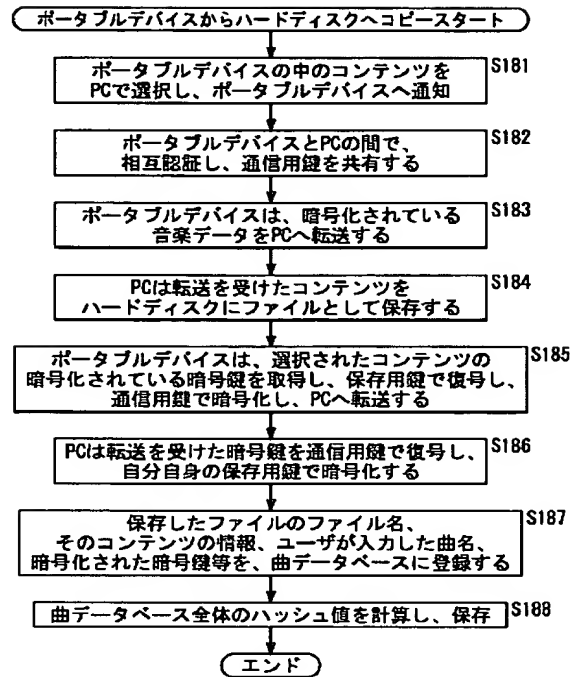 ポータブルデバイスからハードディスクへコピースタート
ポータブルデバイスの中のコンテンツを
PCで選択し、ポータブルデバイスへ通知
S181
ポータブルデバイスとPCの間で、
相互認証し、通信用鍵を共有する
S182
ポータブルデバイスは、暗号化されている
音楽データをPCへ転送する
S183
PCは転送を受けたコンテンツを
ハードディスクにファイルとして保存する
S184
ポータブルデバイスは、選択されたコンテンツの
暗号化されている暗号鍵を取得し、保存用鍵で復号し、
通信用鍵で暗号化し、PCへ転送する
S185
PCは転送を受けた暗号鍵を通信用鍵で復号し、
自分自身の保存用鍵で暗号化する
S186
保存したファイルのファイル名、
そのコンテンツの情報、ユーザが入力した曲名、
暗号化された暗号鍵等を、曲データベースに登録する
S187
曲データベース全体のハッシュ値を計算し、保存
S188
エンド